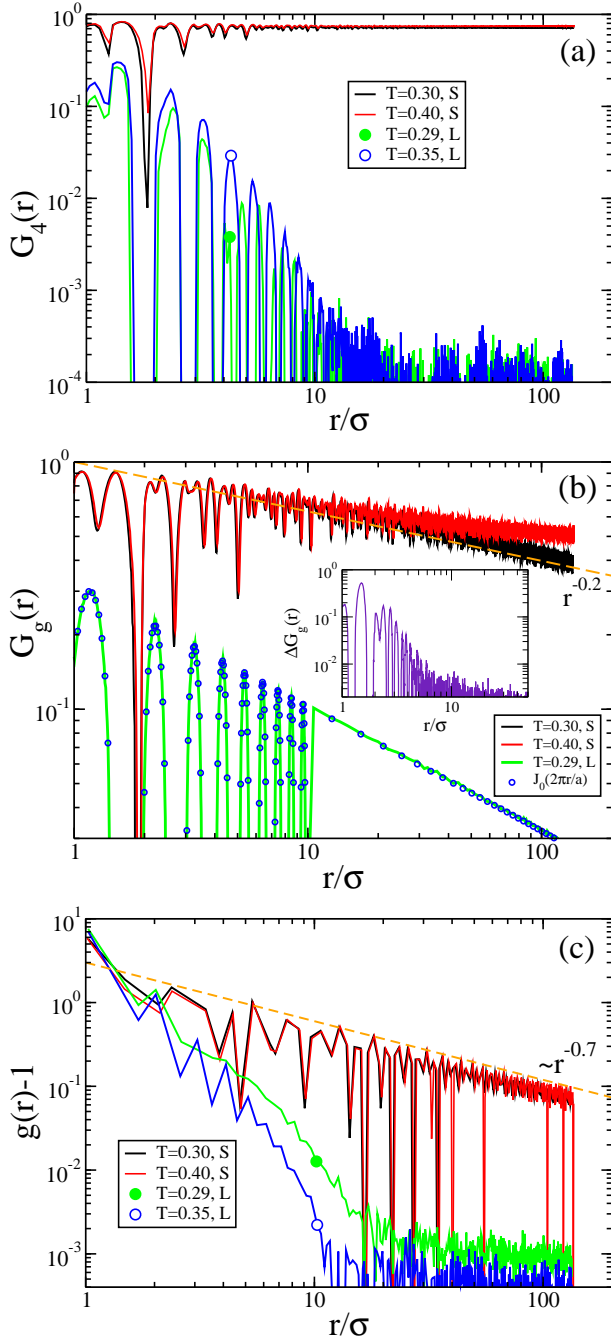 (a)
10^0
10^-1
10^-2
10^-3
10^-4
G_4(r)
T=0.30, S
T=0.40, S
T=0.29, L
T=0.35, L
1
10
100
r/σ
(b)
10^0
10^-1
G_g(r)
r^-0.2
10^0
10^-1
10^-2
ΔG_g(r)
1
10
r/σ
T=0.30, S
T=0.40, S
T=0.29, L
J_0(2πr/a)
1
10
100
r/σ
(c)
10^1
10^0
10^-1
10^-2
10^-3
g(r)-1
~r^-0.7
T=0.30, S
T=0.40, S
T=0.29, L
T=0.35, L
1
10
100
r/σ